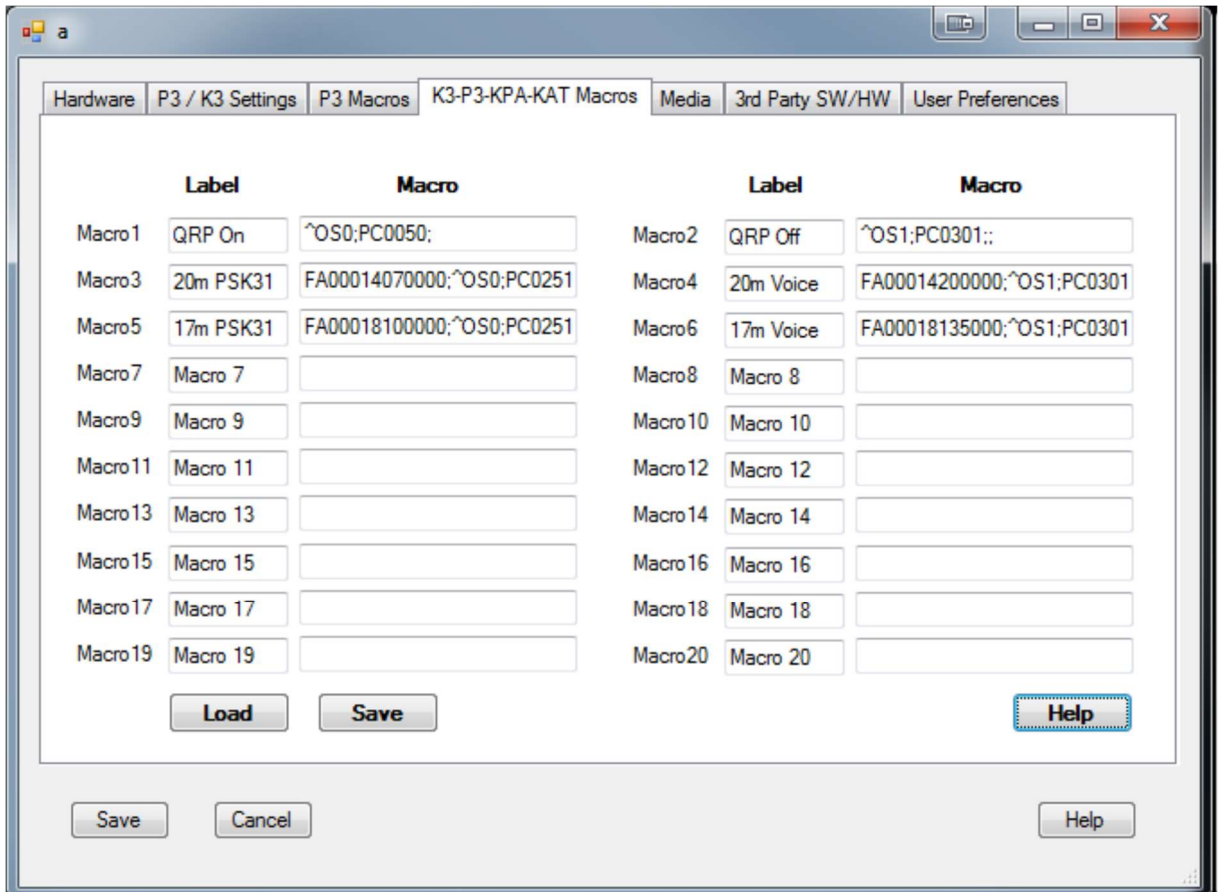 a
Hardware P3 / K3 Settings P3 Macros K3-P3-KPA-KAT Macros Media 3rd Party SW/HW User Preferences
Label Macro Label Macro
Macro1 QRP On ^OS0;PC0050; Macro2 QRP Off ^OS1;PC0301;;
Macro3 20m PSK31 FA00014070000;^OS0;PC0251 Macro4 20m Voice FA00014200000;^OS1;PC0301
Macro5 17m PSK31 FA00018100000;^OS0;PC0251 Macro6 17m Voice FA00018135000;^OS1;PC0301
Macro7 Macro 7 Macro8 Macro 8
Macro9 Macro 9 Macro10 Macro 10
Macro11 Macro 11 Macro12 Macro 12
Macro13 Macro 13 Macro14 Macro 14
Macro15 Macro 15 Macro16 Macro 16
Macro17 Macro 17 Macro18 Macro 18
Macro19 Macro 19 Macro20 Macro 20
Load Save Help
Save Cancel Help